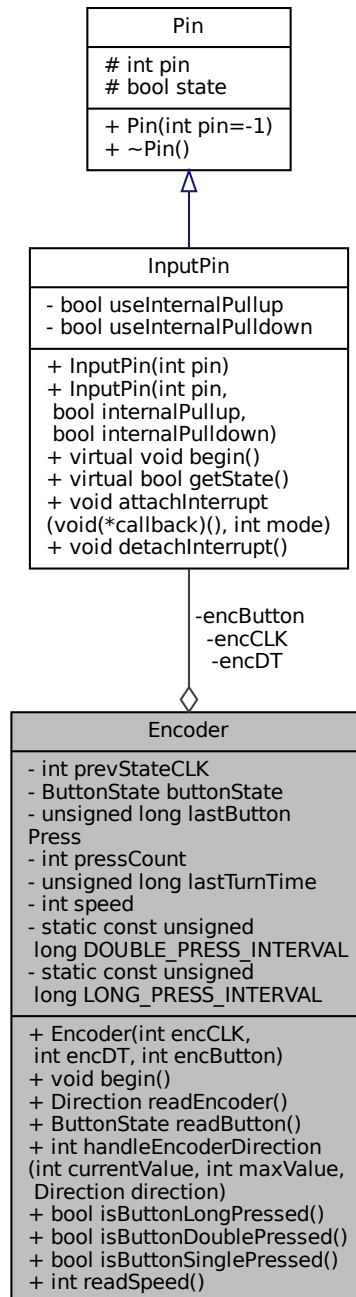 Pin
# int pin
# bool state
+ Pin(int pin=-1)
+ ~Pin()
InputPin
- bool useInternalPullup
- bool useInternalPulldown
+ InputPin(int pin)
+ InputPin(int pin,
bool internalPullup,
bool internalPulldown)
+ virtual void begin()
+ virtual bool getState()
+ void attachInterrupt
(void(*callback)(), int mode)
+ void detachInterrupt()
-encButton
-encCLK
-encDT
Encoder
- int prevStateCLK
- ButtonState buttonState
- unsigned long lastButton
Press
- int pressCount
- unsigned long lastTurnTime
- int speed
- static const unsigned
long DOUBLE_PRESS_INTERVAL
- static const unsigned
long LONG_PRESS_INTERVAL
+ Encoder(int encCLK,
int encDT, int encButton)
+ void begin()
+ Direction readEncoder()
+ ButtonState readButton()
+ int handleEncoderDirection
(int currentValue, int maxValue,
Direction direction)
+ bool isButtonLongPressed()
+ bool isButtonDoublePressed()
+ bool isButtonSinglePressed()
+ int readSpeed()